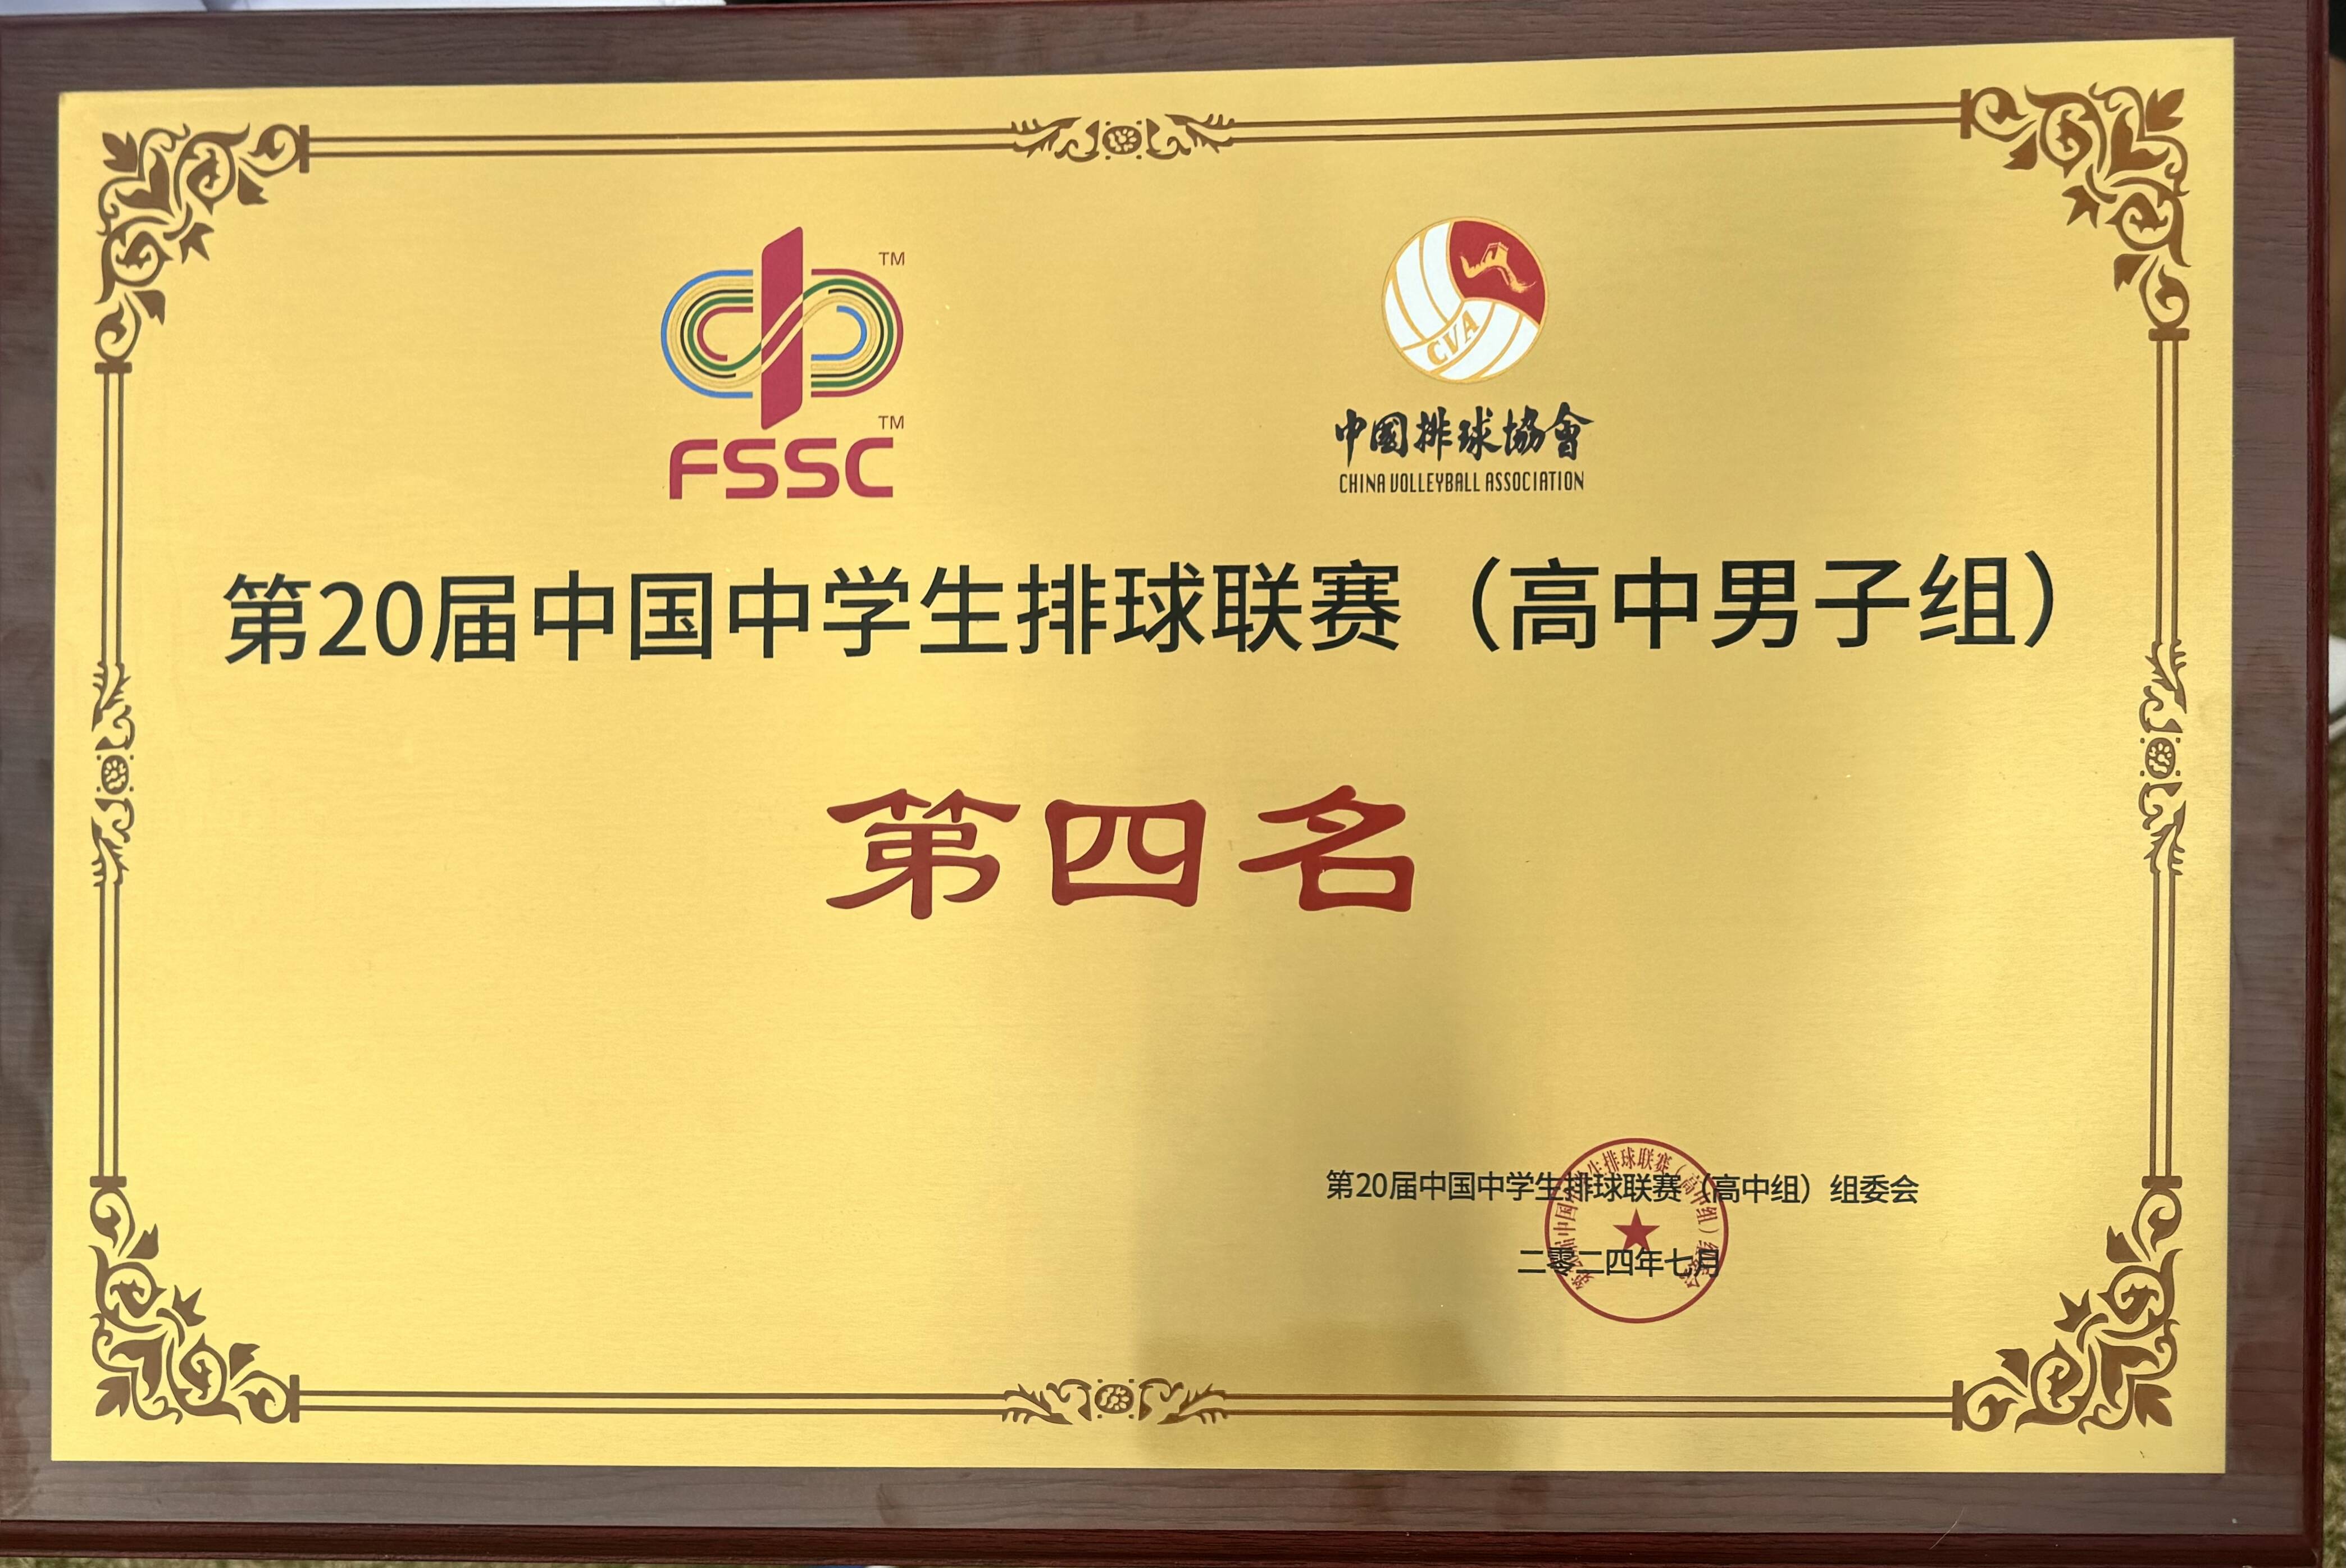 TM
TM
FSSC
CVA
中国排球協會
CHINA VOLLEYBALL ASSOCIATION
第20届中国中学生排球联赛（高中男子组）
第四名
第20届中国中学生排球联赛（高中组）组委会
二零二四年七月